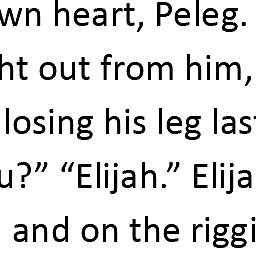 wn heart, Peleg.
ht out from him,
losing his leg las
u?” “Elijah.” Elija
and on the riggi